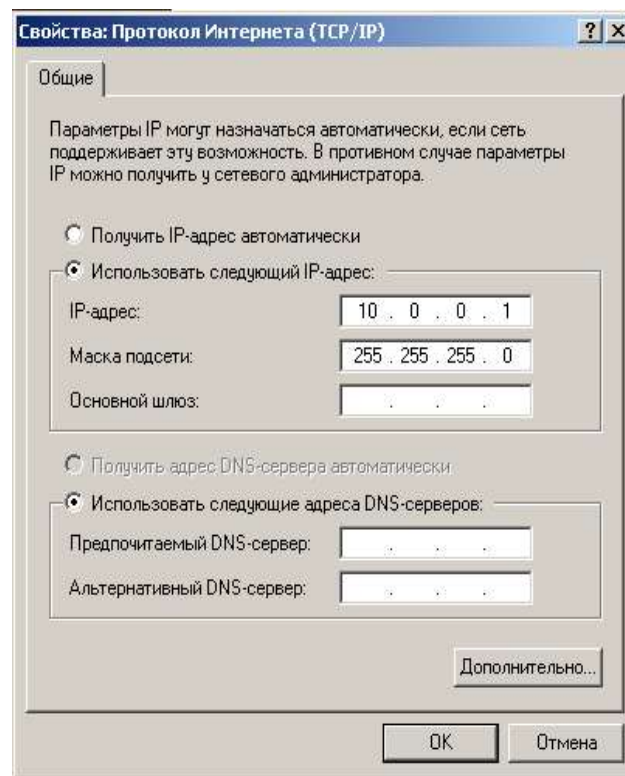 Свойства: Протокол Интернета (TCP/IP)
Общие
Параметры IP могут назначаться автоматически, если сеть
поддерживает эту возможность. В противном случае параметры
IP можно получить у сетевого администратора.
Получить IP-адрес автоматически
Использовать следующий IP-адрес:
IP-адрес: 10 . 0 . 0 . 1
Маска подсети: 255 . 255 . 255 . 0
Основной шлюз: . . .
Получить адрес DNS-сервера автоматически
Использовать следующие адреса DNS-серверов:
Предпочитаемый DNS-сервер: . . .
Альтернативный DNS-сервер: . . .
Дополнительно...
OK Отмена